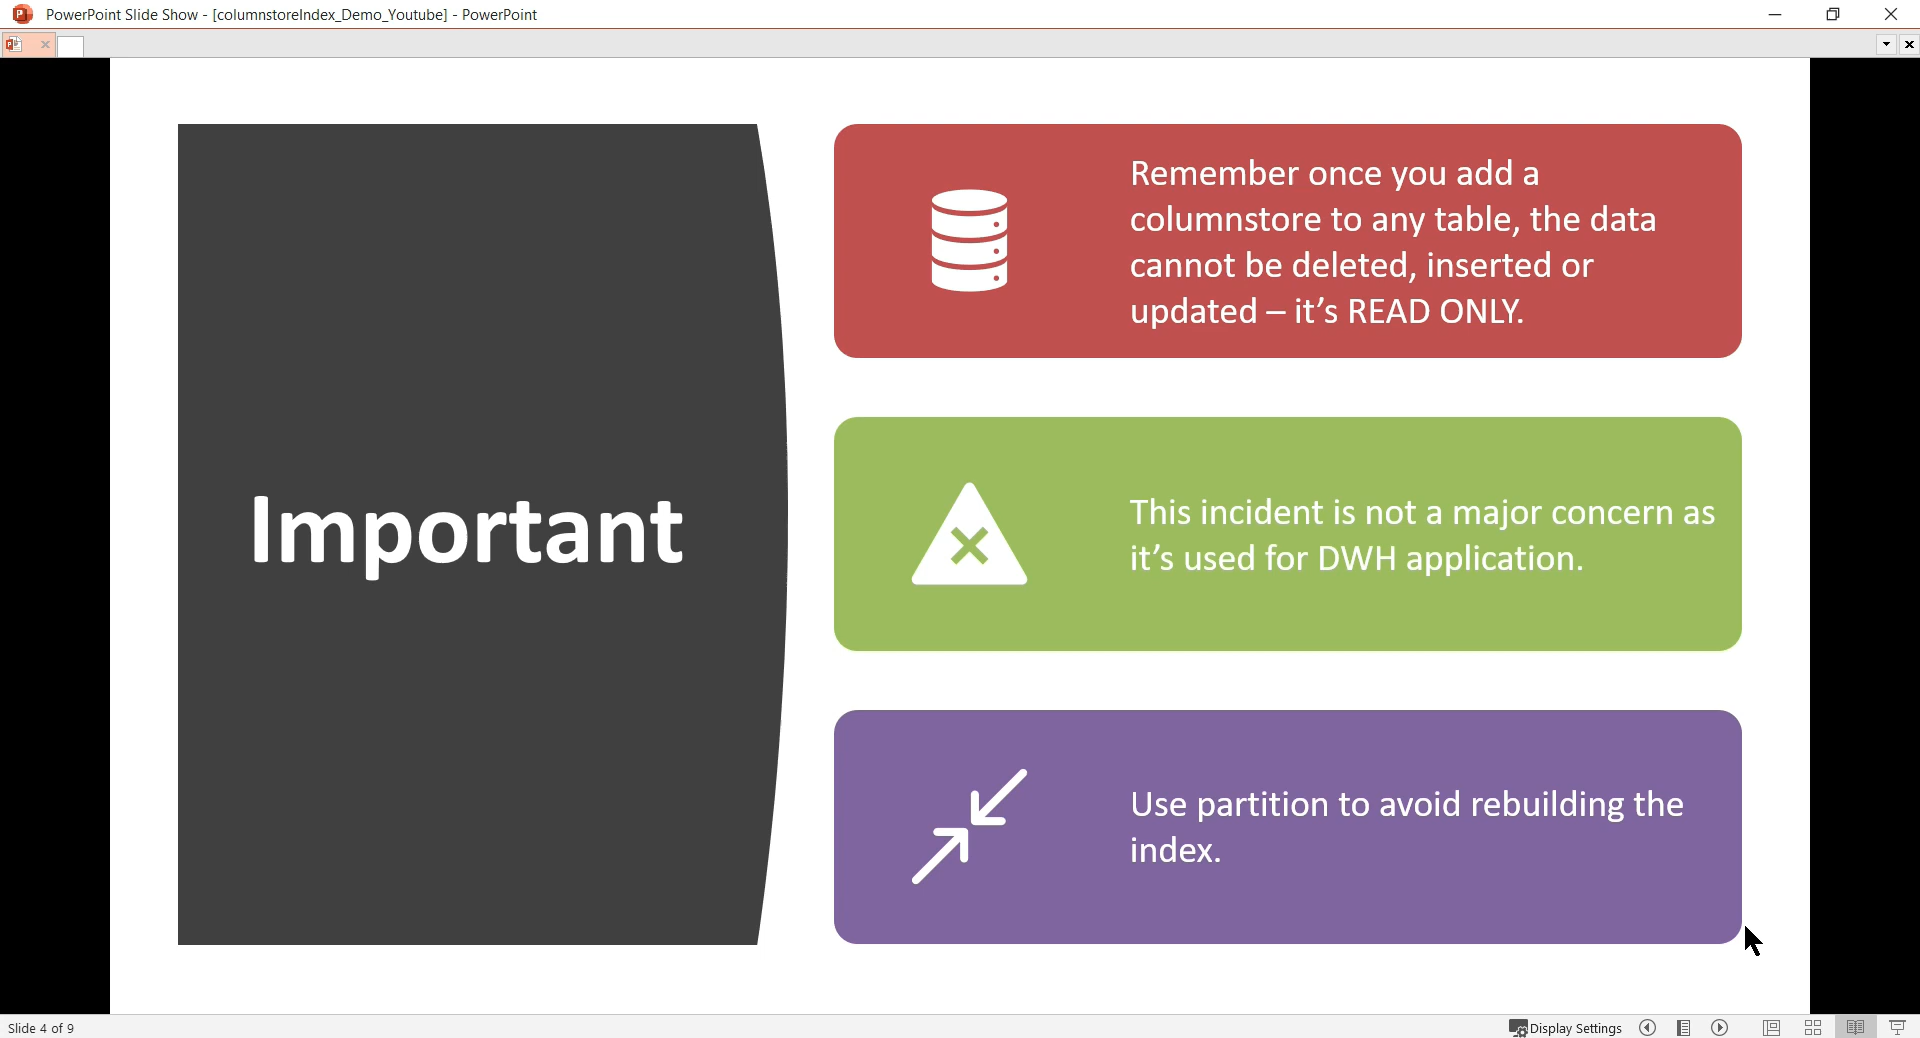 PowerPoint Slide Show - [columnstoreIndex_Demo_Youtube] - PowerPoint
Important
Remember once you add a
columnstore to any table, the data
cannot be deleted, inserted or
updated – it’s READ ONLY.
This incident is not a major concern as
it’s used for DWH application.
Use partition to avoid rebuilding the
index.
Slide 4 of 9
Display Settings